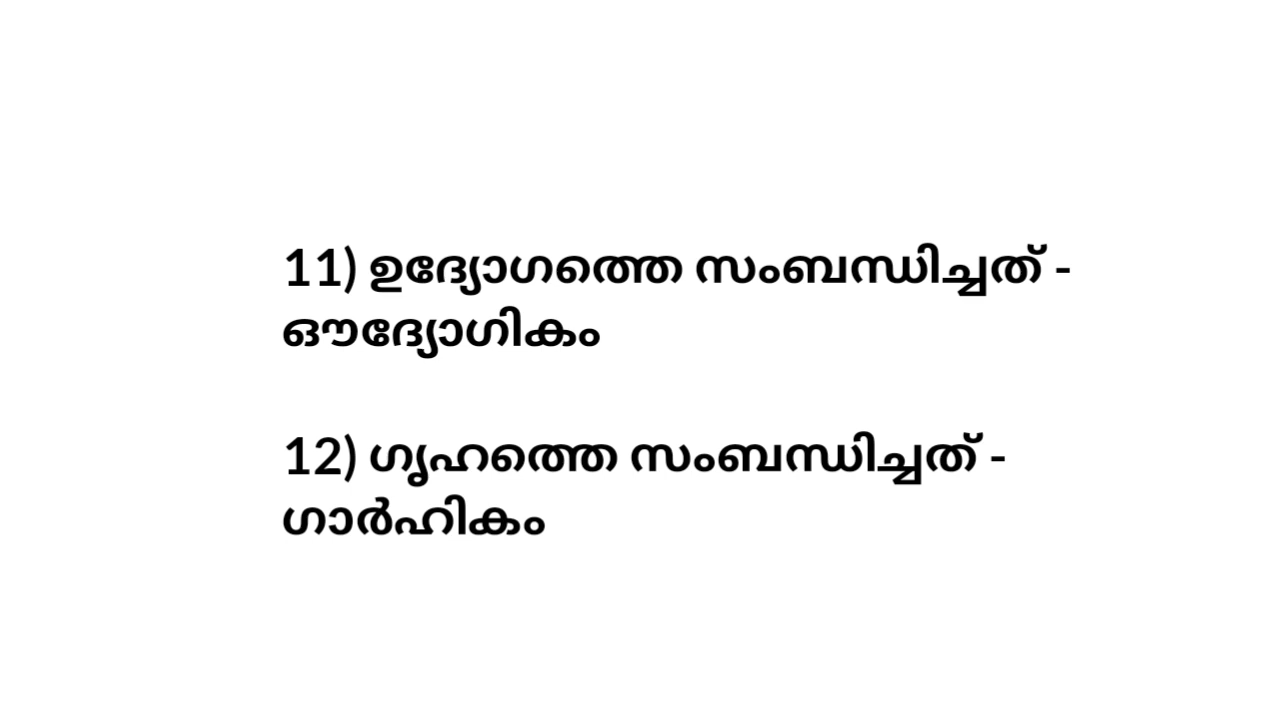 11) ഉദ്യോഗത്തെ സംബന്ധിച്ചത് -
ഔദ്യോഗികം
12) ഗൃഹത്തെ സംബന്ധിച്ചത് -
ഗാർഹികം